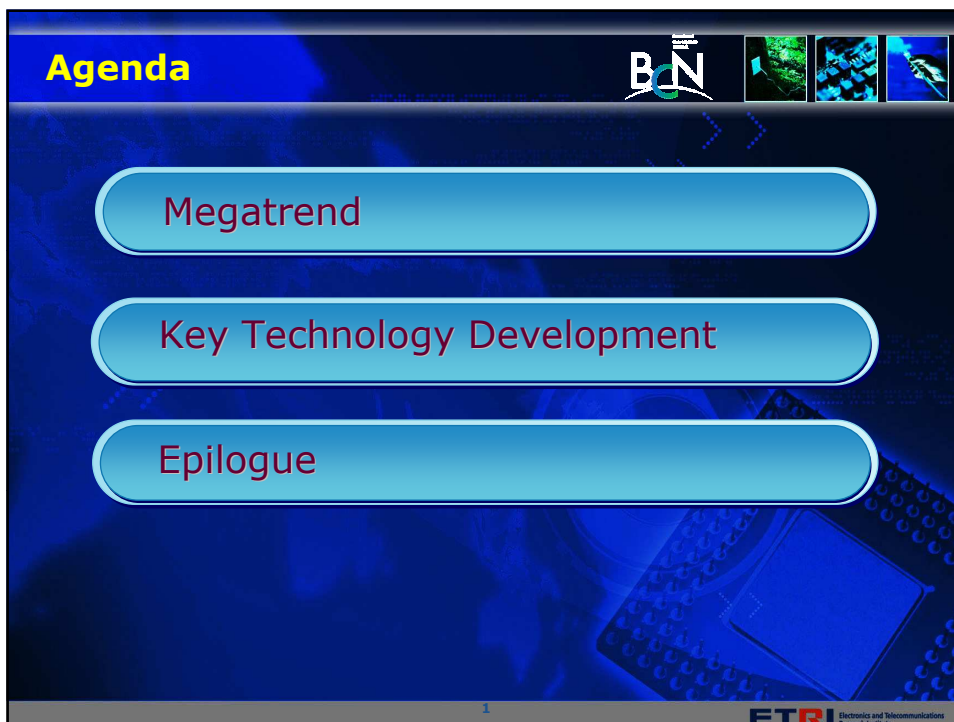 Agenda
BcN
Megatrend
Key Technology Development
Epilogue
1
ETRI Electronics and Telecommunications